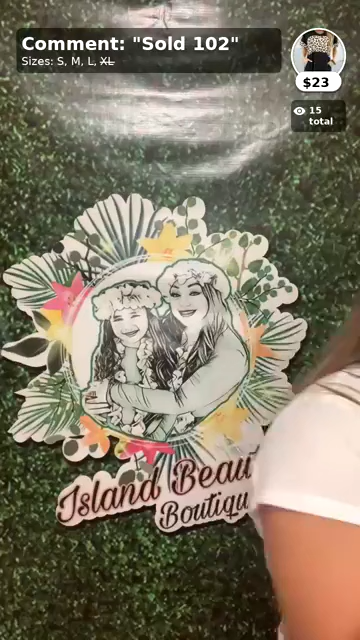 Comment: "Sold 102"
Sizes: S, M, L, XL
$23
15
total
Island Beau
Boutiqu